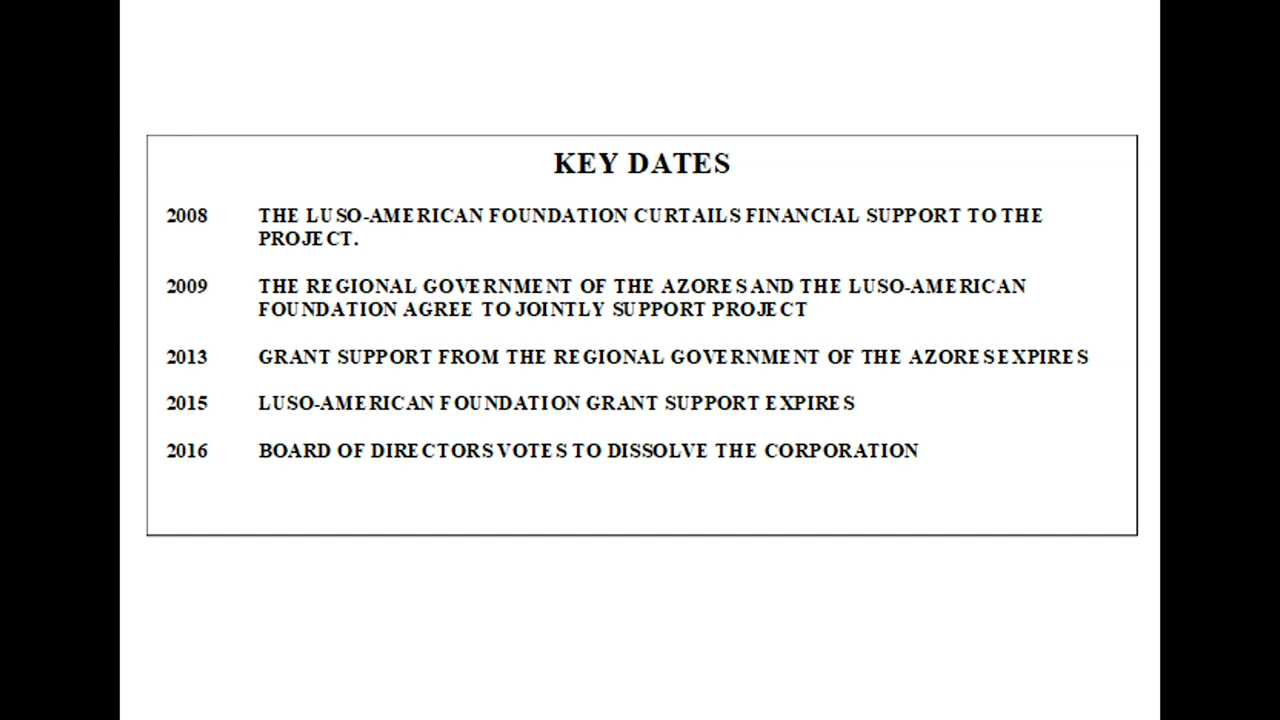 KEY DATES
2008 THE LUSO-AMERICAN FOUNDATION CURTAILS FINANCIAL SUPPORT TO THE
PROJECT.
2009 THE REGIONAL GOVERNMENT OF THE AZORES AND THE LUSO-AMERICAN
FOUNDATION AGREE TO JOINTLY SUPPORT PROJECT
2013 GRANT SUPPORT FROM THE REGIONAL GOVERNMENT OF THE AZORES EXPIRES
2015 LUSO-AMERICAN FOUNDATION GRANT SUPPORT EXPIRES
2016 BOARD OF DIRECTORS VOTES TO DISSOLVE THE CORPORATION